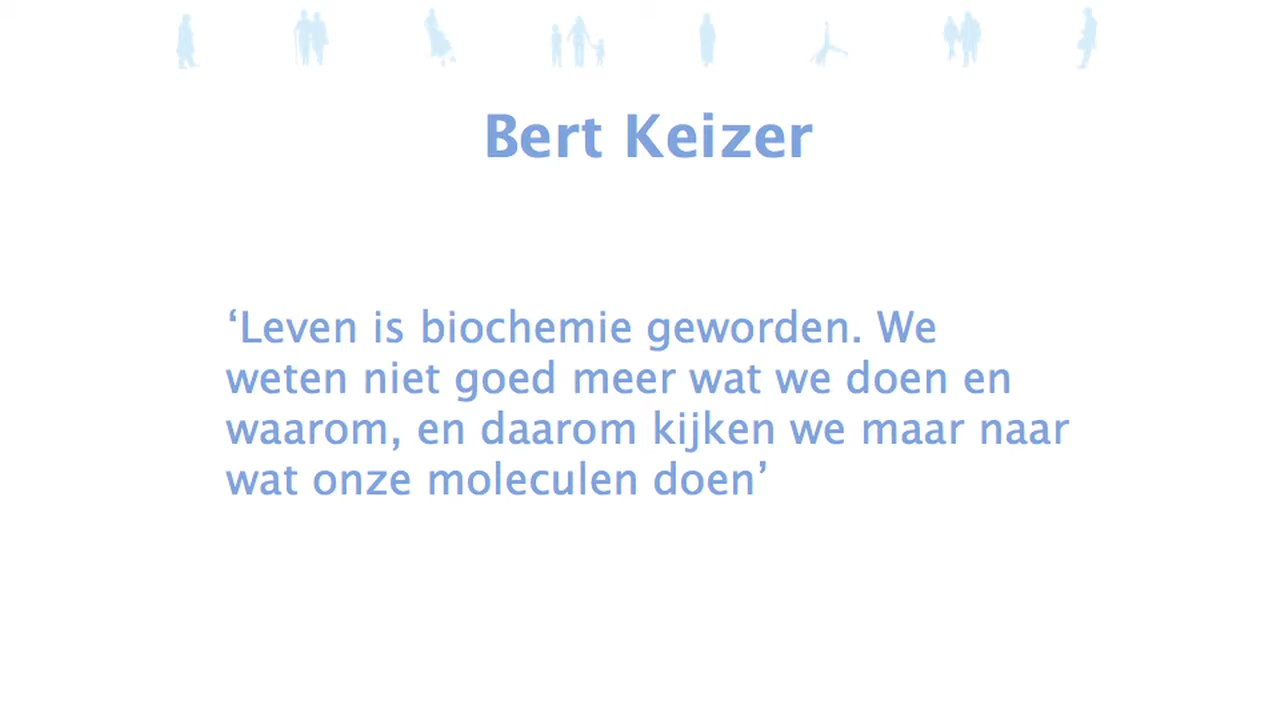 Bert Keizer
‘Leven is biochemie geworden. We
weten niet goed meer wat we doen en
waarom, en daarom kijken we maar naar
wat onze moleculen doen’